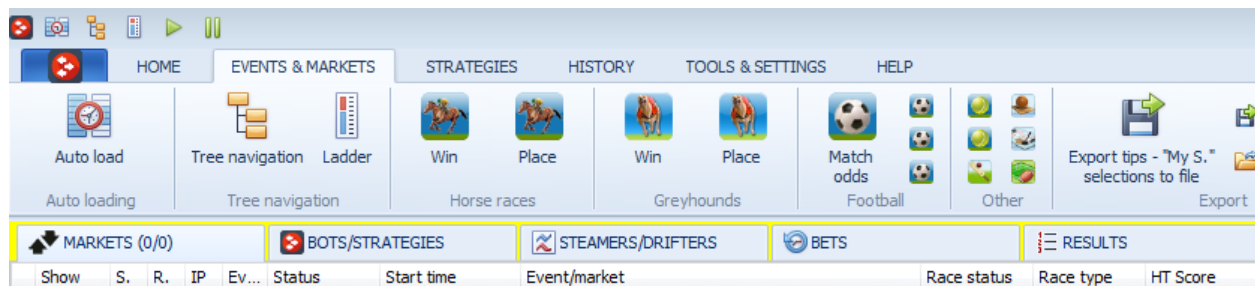 HOME EVENTS & MARKETS STRATEGIES HISTORY TOOLS & SETTINGS HELP
Auto load Tree navigation Ladder Win Place Win Place Match odds Export tips - "My S." selections to file
Auto loading Tree navigation Horse races Greyhounds Football Other Export
MARKETS (0/0) BOTS/STRATEGIES STEAMERS/DRIFTERS BETS RESULTS
Show S. R. IP Ev... Status Start time Event/market Race status Race type HT Score